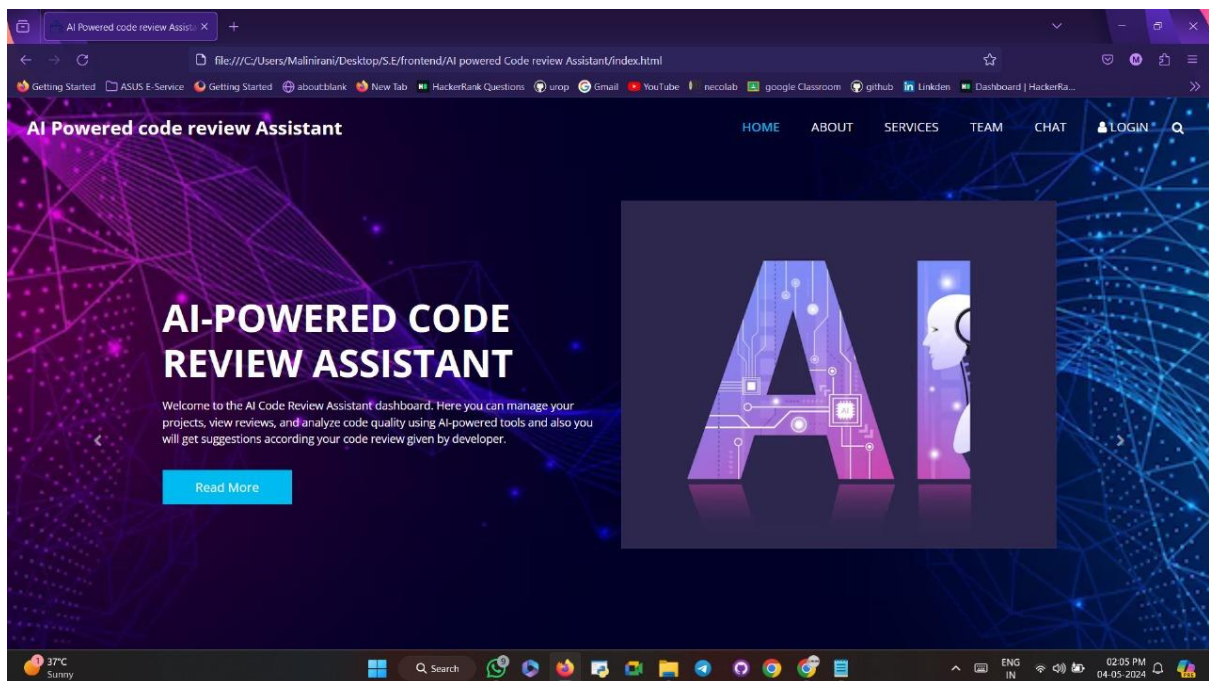 AI Powered code review Assista
file:///C:/Users/Malinirani/Desktop/S.E/frontend/AI powered Code review Assistant/index.html
M
Getting Started ASUS E-Service Getting Started about:blank New Tab HackerRank Questions urop Gmail YouTube necolab google Classroom github Linkden Dashboard | HackerRa...
AI Powered code review Assistant HOME ABOUT SERVICES TEAM CHAT LOGIN
AI-POWERED CODE
REVIEW ASSISTANT
Welcome to the AI Code Review Assistant dashboard. Here you can manage your
projects, view reviews, and analyze code quality using AI-powered tools and also you
will get suggestions according your code review given by developer.
Read More
AI
AI
1
37°C
Sunny
Search
ENG
IN
02:05 PM
04-05-2024